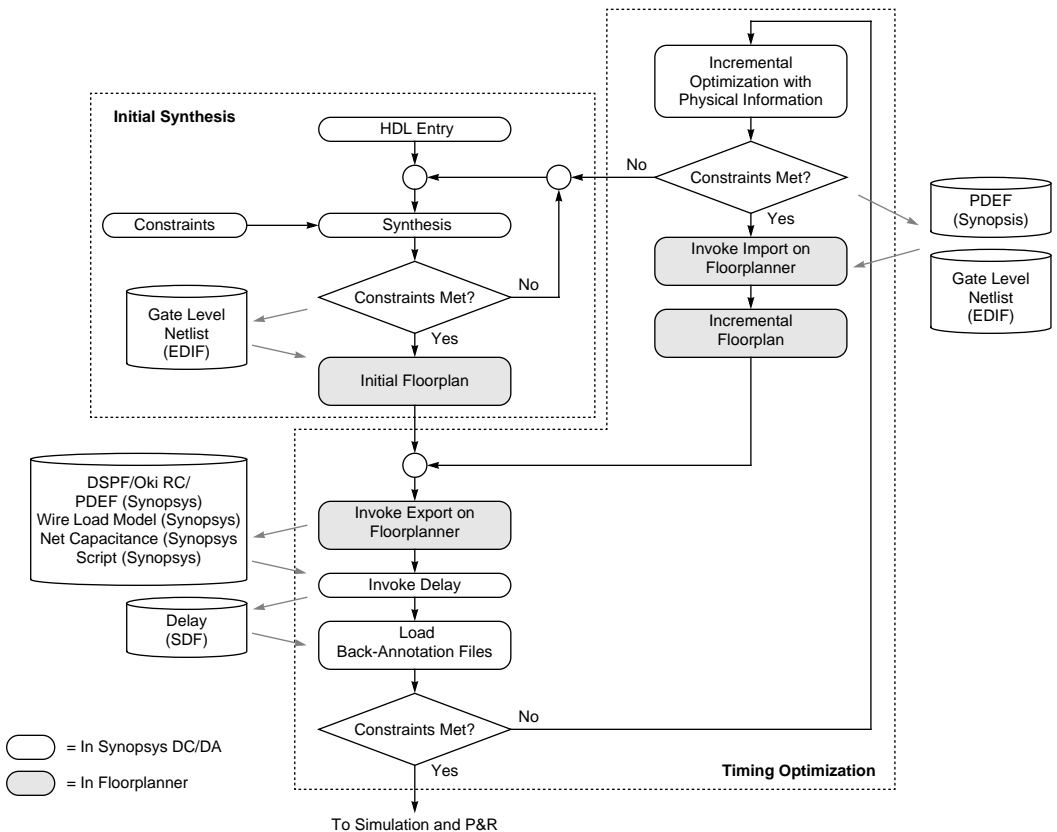 Incremental
Optimization with
Physical Information
Initial Synthesis
HDL Entry
No
Constraints Met?
Yes
PDEF
(Synopsis)
Constraints
Synthesis
Invoke Import on
Floorplanner
Constraints Met?
No
Yes
Gate Level
Netlist
(EDIF)
Gate Level
Netlist
(EDIF)
Incremental
Floorplan
Initial Floorplan
DSPF/Oki RC/
PDEF (Synopsys)
Wire Load Model (Synopsys)
Net Capacitance (Synopsys
Script (Synopsys)
Invoke Export on
Floorplanner
Invoke Delay
Delay
(SDF)
Load
Back-Annotation Files
Constraints Met?
No
Yes
= In Synopsys DC/DA
= In Floorplanner
Timing Optimization
To Simulation and P&R